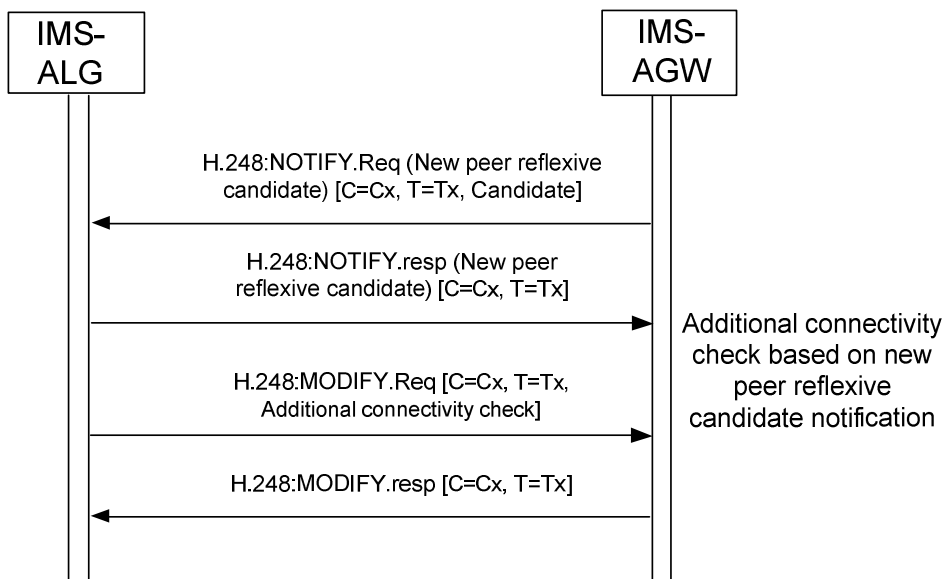 IMS-
ALG
IMS-
AGW
H.248:NOTIFY.Req (New peer reflexive
candidate) [C=Cx, T=Tx, Candidate]
H.248:NOTIFY.resp (New peer
reflexive candidate) [C=Cx, T=Tx]
H.248:MODIFY.Req [C=Cx, T=Tx,
Additional connectivity check]
H.248:MODIFY.resp [C=Cx, T=Tx]
Additional connectivity
check based on new
peer reflexive
candidate notification